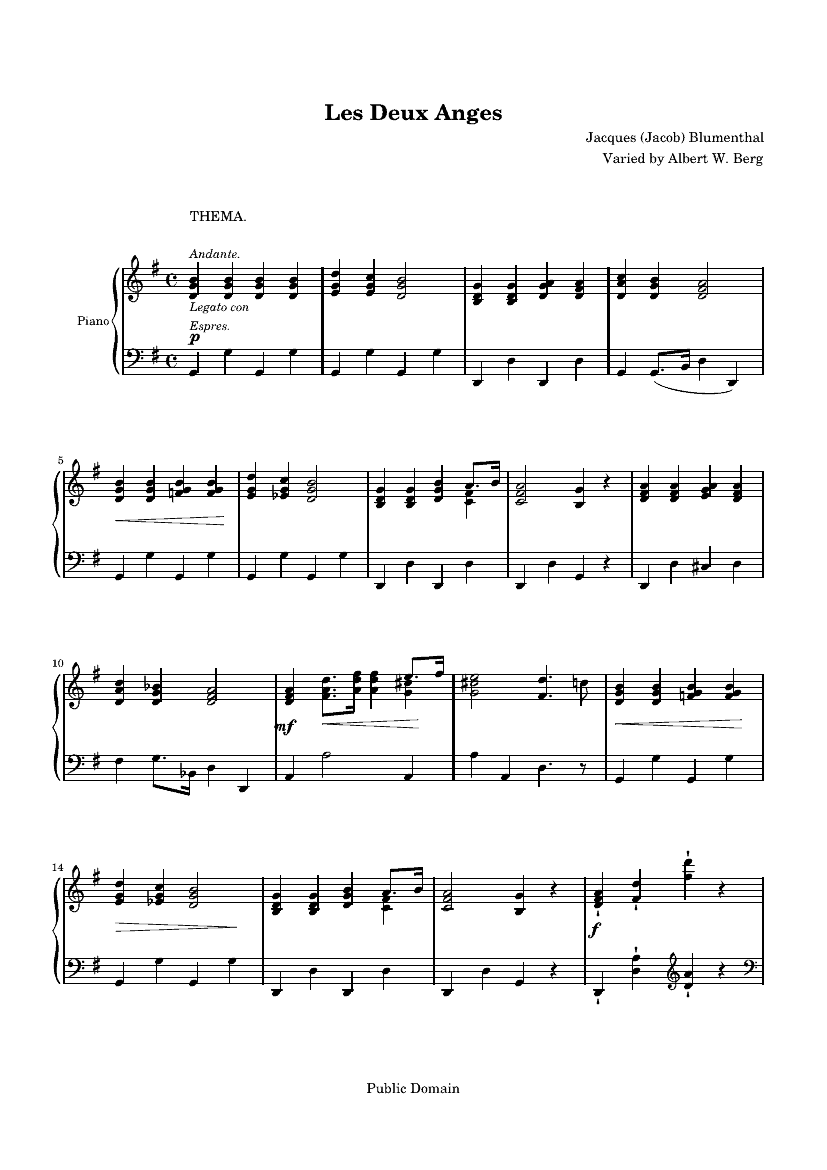 Les Deux Anges
Jacques (Jacob) Blumenthal
Varied by Albert W. Berg
THEMA.
Andante.
Legato con
Piano
Espres.
p
5
10
mf
14
f
Public Domain